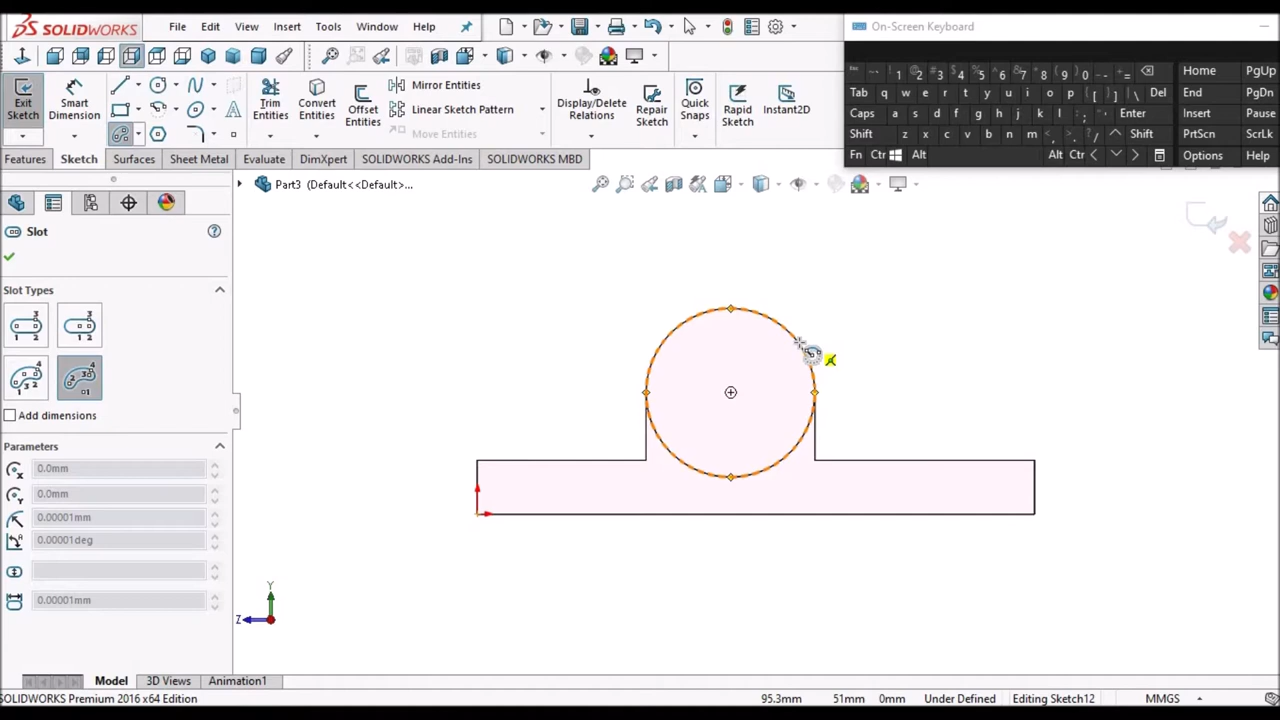 SOLIDWORKS File Edit View Insert Tools Window Help
On-Screen Keyboard
Exit Sketch
Smart Dimension
Trim Entities
Convert Entities
Offset Entities
Mirror Entities
Linear Sketch Pattern
Move Entities
Display/Delete Relations
Repair Sketch
Quick Snaps
Rapid Sketch
Instant2D
Home PgUp
Tab q w e r t y u i o p [ ] \ Del End PgDn
Caps a s d f g h j k l ; ' Enter Insert Pause
Shift z x c v b n m , . / Shift PrtScn ScrLk
Fn Ctr Alt Alt Ctr Options Help
Features Sketch Surfaces Sheet Metal Evaluate DimXpert SOLIDWORKS Add-Ins SOLIDWORKS MBD
Part3 (Default<<Default>...
Slot
Slot Types
Add dimensions
Parameters
0.0mm
0.0mm
0.00001mm
0.00001deg
0.00001mm
Y
Z
Model 3D Views Animation1
SOLIDWORKS Premium 2016 x64 Edition 95.3mm 51mm 0mm Under Defined Editing Sketch12 MMGS